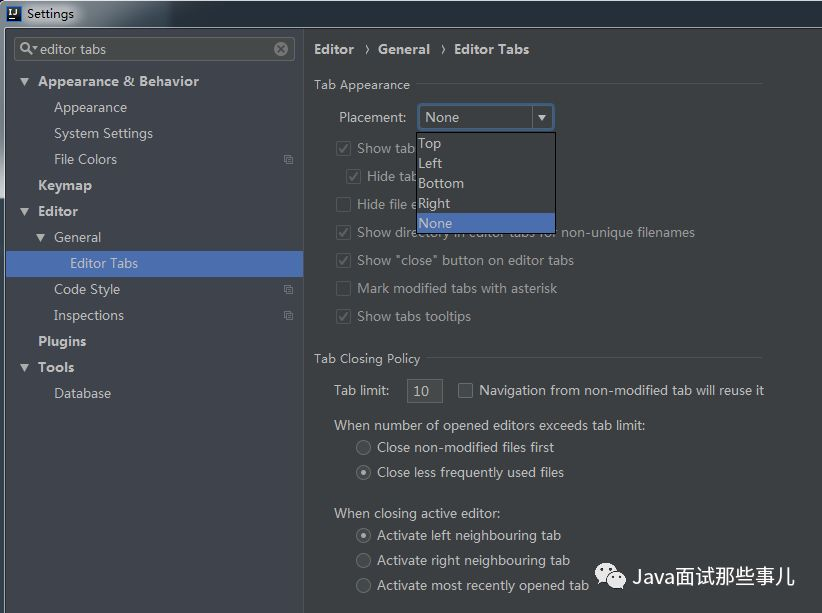 IJ Settings
editor tabs
Appearance & Behavior
Appearance
System Settings
File Colors
Keymap
Editor
General
Editor Tabs
Code Style
Inspections
Plugins
Tools
Database
Editor › General › Editor Tabs
Tab Appearance
Placement: None
Top
Left
Bottom
Right
None
Show tab
Hide tab
Hide file e
Show directory in editor tabs for non-unique filenames
Show "close" button on editor tabs
Mark modified tabs with asterisk
Show tabs tooltips
Tab Closing Policy
Tab limit: 10 Navigation from non-modified tab will reuse it
When number of opened editors exceeds tab limit:
Close non-modified files first
Close less frequently used files
When closing active editor:
Activate left neighbouring tab
Activate right neighbouring tab
Activate most recently opened tab
Java面试那些事儿